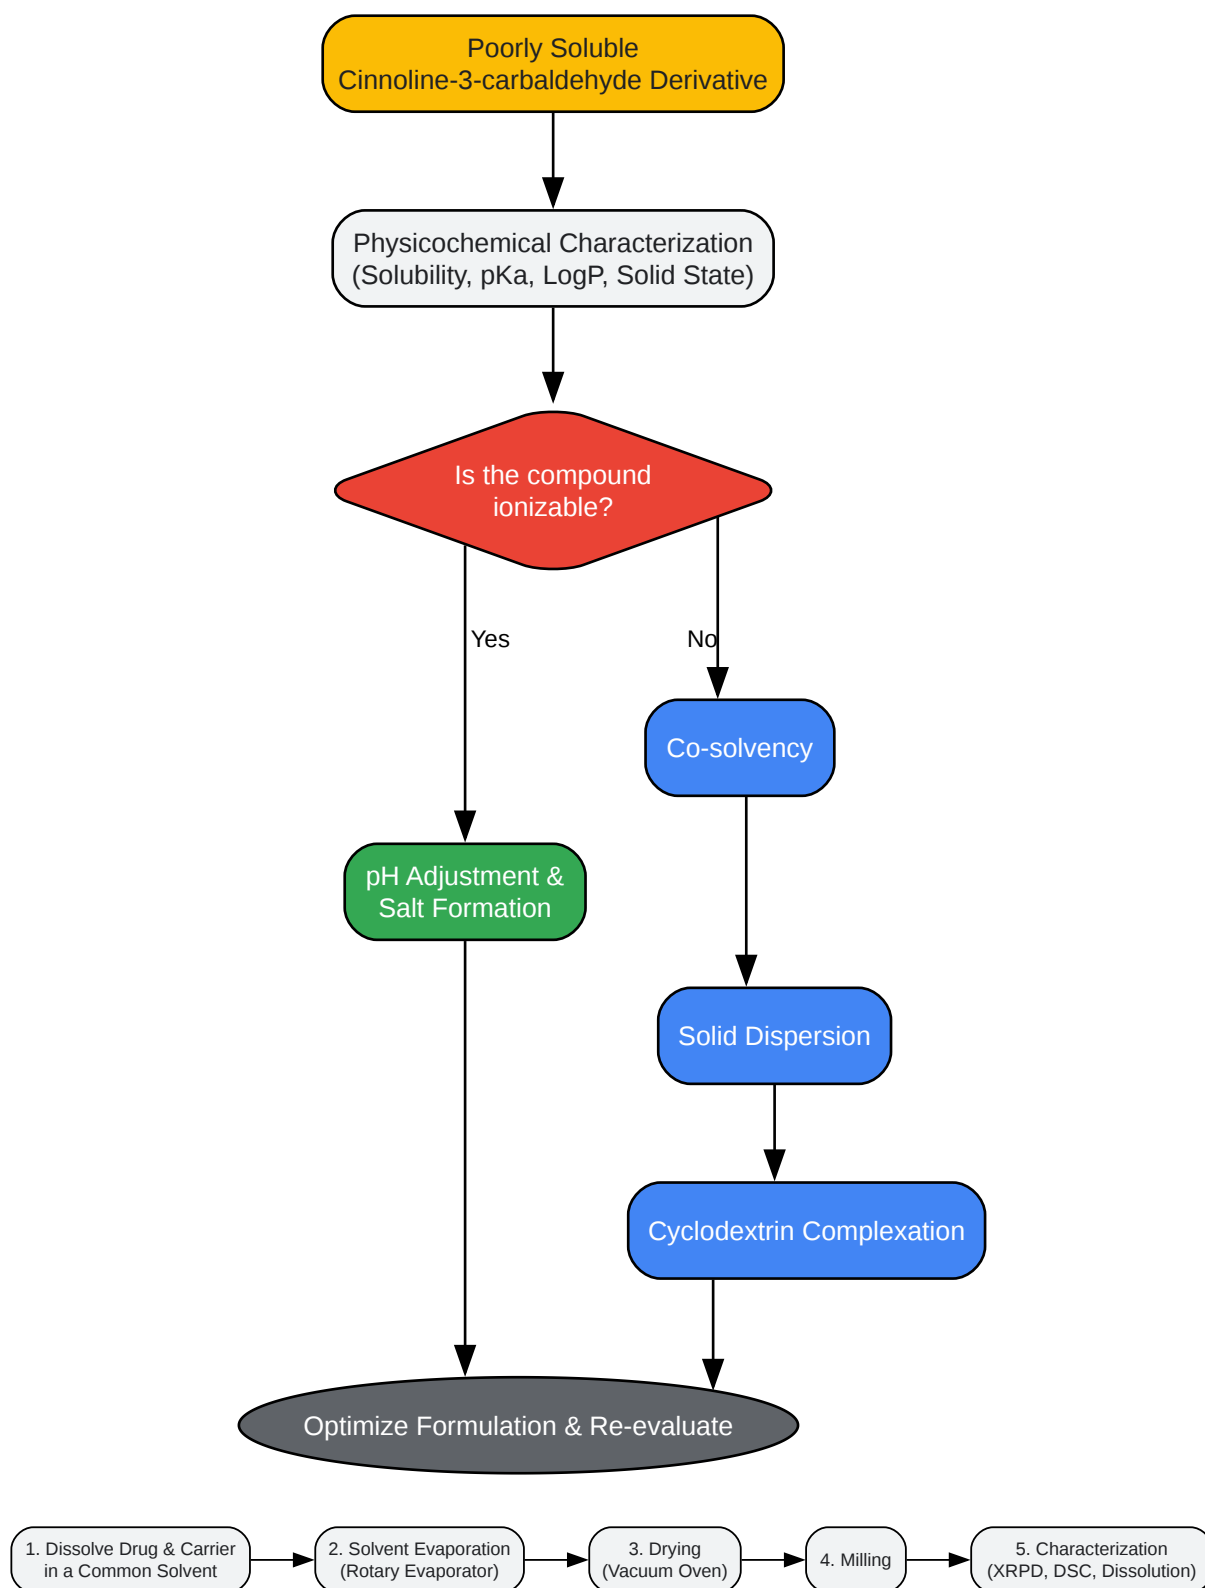 Poorly Soluble
Cinnoline-3-carbaldehyde Derivative
Physicochemical Characterization
(Solubility, pKa, LogP, Solid State)
Is the compound
ionizable?
Yes
No
Co-solvency
pH Adjustment &
Salt Formation
Solid Dispersion
Cyclodextrin Complexation
Optimize Formulation & Re-evaluate
1. Dissolve Drug & Carrier
in a Common Solvent
2. Solvent Evaporation
(Rotary Evaporator)
3. Drying
(Vacuum Oven)
4. Milling
5. Characterization
(XRPD, DSC, Dissolution)